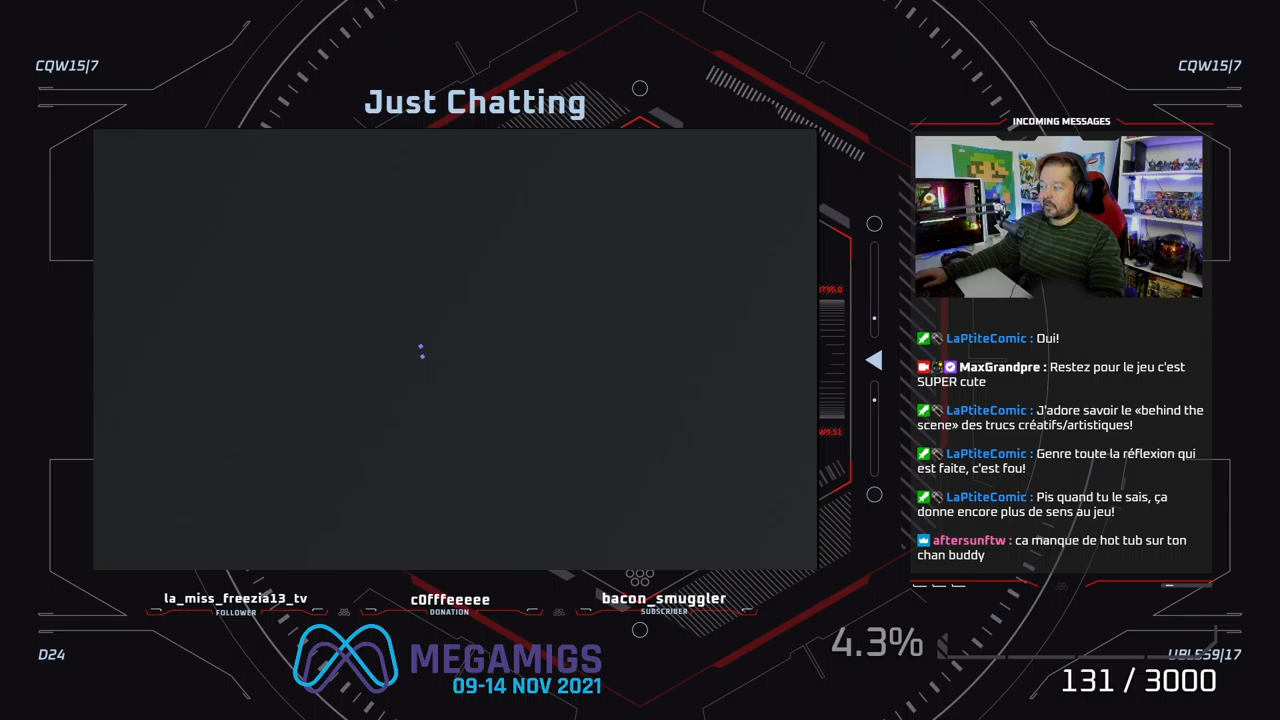 CQW15|7
CQW15|7
Just Chatting
INCOMING MESSAGES
LaPtiteComic : Oui!
MaxGrandpre : Restez pour le jeu c'est
SUPER cute
LaPtiteComic : J'adore savoir le «behind the
scene» des trucs créatifs/artistiques!
LaPtiteComic : Genre toute la réflexion qui
est faite, c'est fou!
LaPtiteComic : Pis quand tu le sais, ça
donne encore plus de sens au jeu!
aftersunftw : ca manque de hot tub sur ton
chan buddy
la_miss_freezia13_tv
FOLLOWER
c0fffeeeee
DONATION
bacon_smuggler
SUBSCRIBER
D24
MEGAMIGS
09-14 NOV 2021
4.3%
131 / 3000